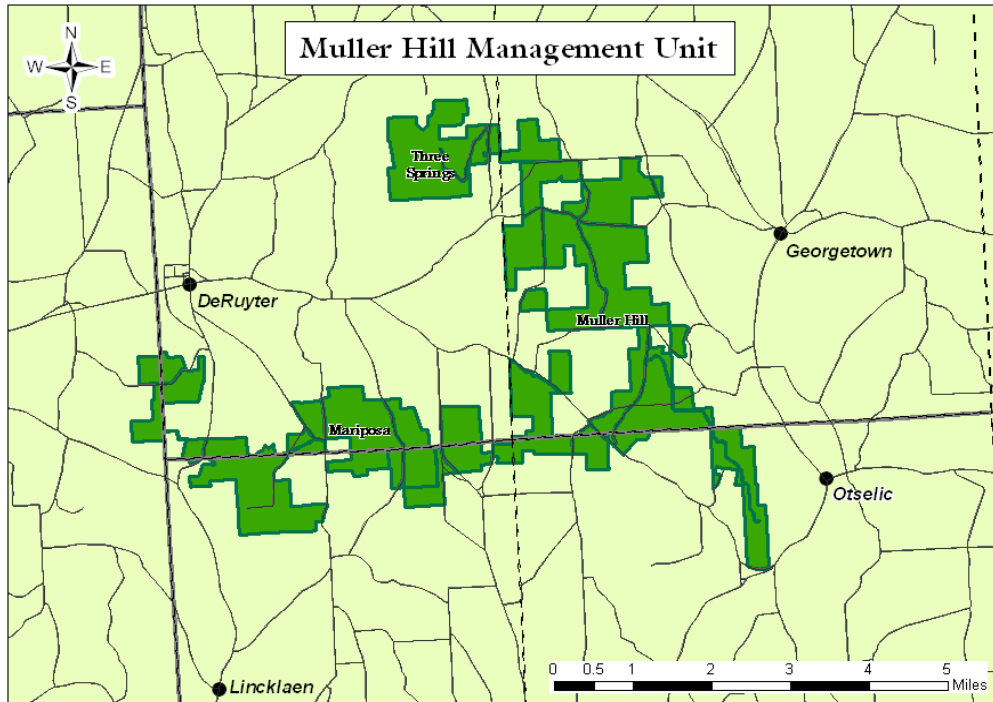 Muller Hill Management Unit
N
W E
S
Three
Springs
Georgetown
DeRuyter
Muller Hill
Mariposa
Otselic
Lincklaen
0 0.5 1 2 3 4 5
Miles